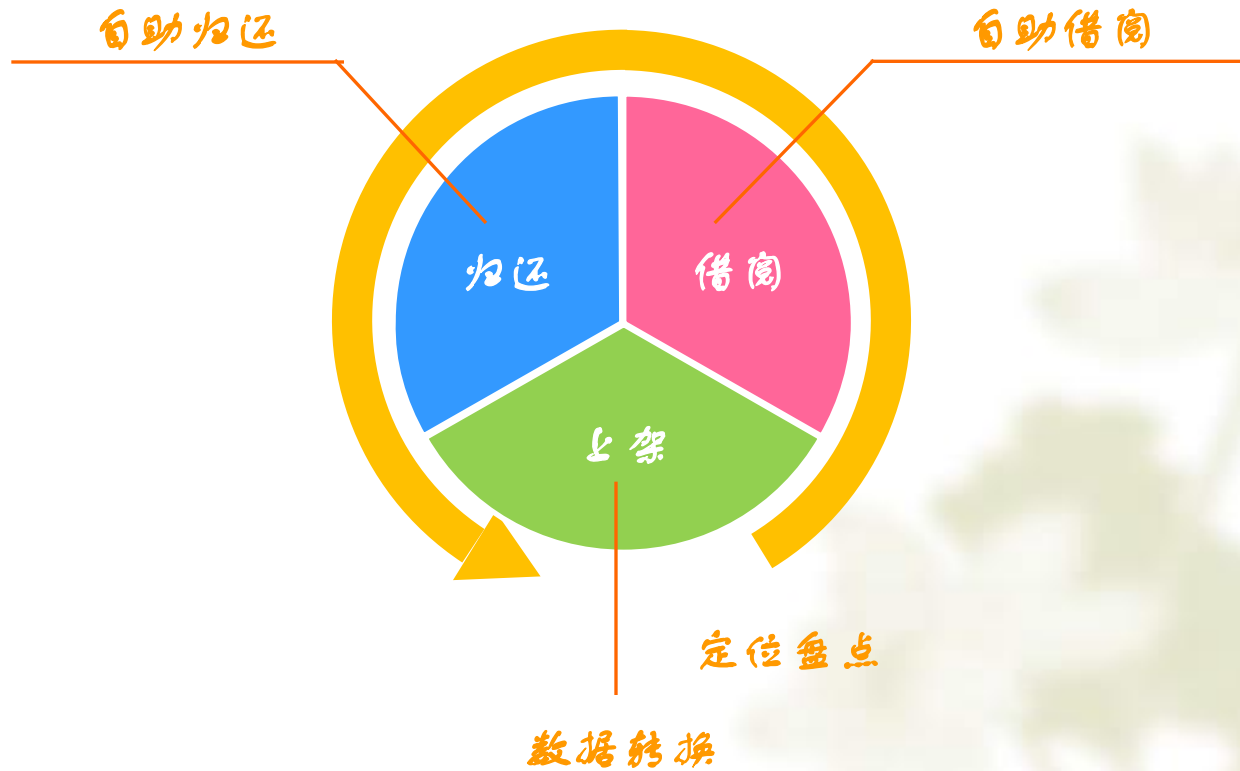 自助归还
自助借阅
归还
借阅
上架
定位盘点
数据转换